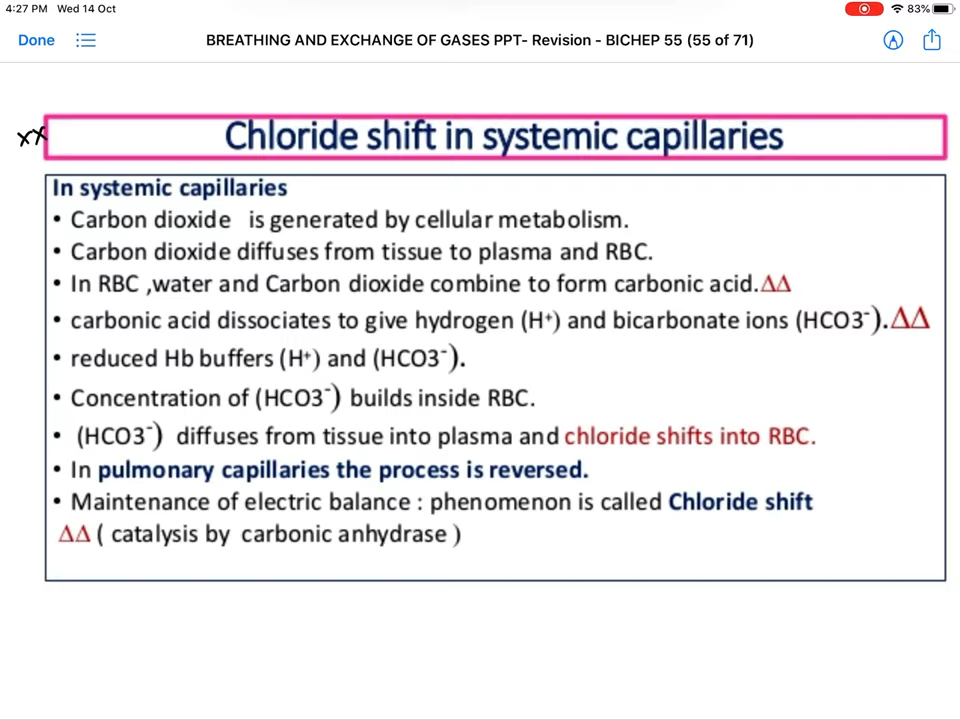 4:27 PM Wed 14 Oct 83%
Done BREATHING AND EXCHANGE OF GASES PPT- Revision - BICHEP 55 (55 of 71)
xx Chloride shift in systemic capillaries
In systemic capillaries
• Carbon dioxide is generated by cellular metabolism.
• Carbon dioxide diffuses from tissue to plasma and RBC.
• In RBC ,water and Carbon dioxide combine to form carbonic acid.ΔΔ
• carbonic acid dissociates to give hydrogen (H⁺) and bicarbonate ions (HCO3⁻).ΔΔ
• reduced Hb buffers (H⁺) and (HCO3⁻).
• Concentration of (HCO3⁻) builds inside RBC.
• (HCO3⁻) diffuses from tissue into plasma and chloride shifts into RBC.
• In pulmonary capillaries the process is reversed.
• Maintenance of electric balance : phenomenon is called Chloride shift
ΔΔ ( catalysis by carbonic anhydrase )